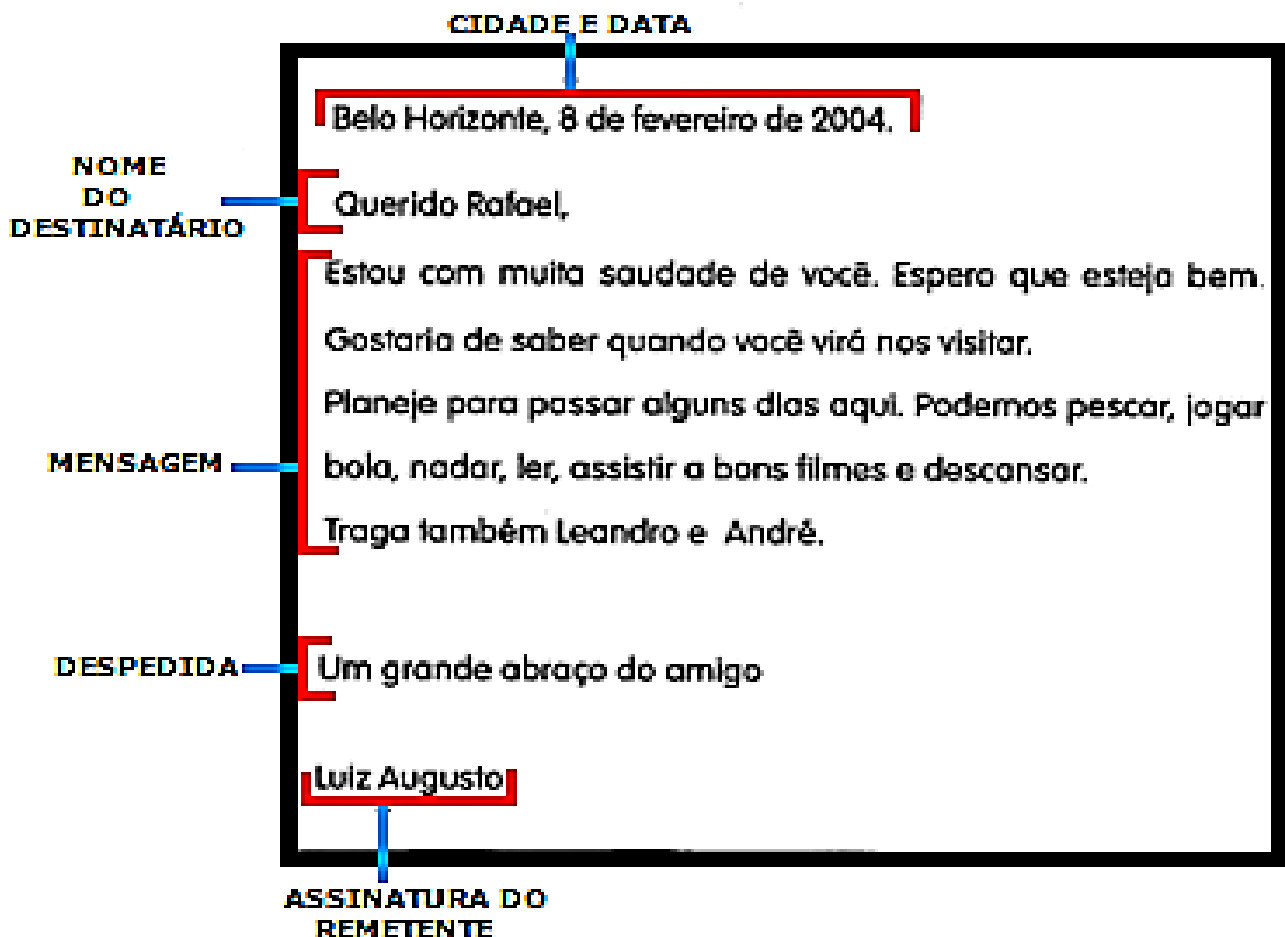 CIDADE E DATA
Belo Horizonte, 8 de fevereiro de 2004.
NOME
DO
DESTINATÁRIO
Querido Rafael,
Estou com muita saudade de você. Espero que esteja bem.
Gostaria de saber quando você virá nos visitar.
Planeje para passar alguns dias aqui. Podemos pescar, jogar
MENSAGEM
bola, nadar, ler, assistir a bons filmes e descansar.
Traga também Leandro e André.
DESPEDIDA
Um grande abraço do amigo
Luiz Augusto
ASSINATURA DO
REMETENTE